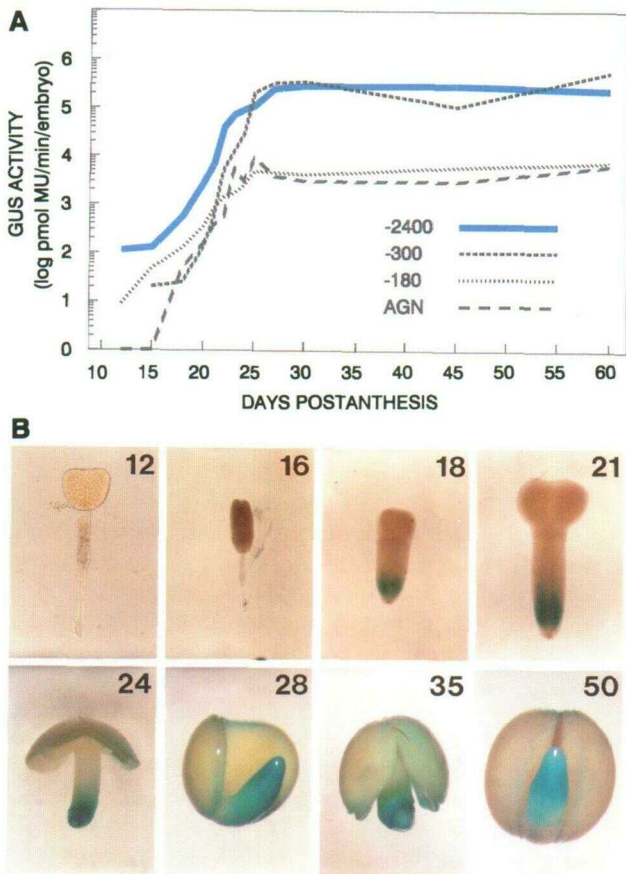 A
GUS ACTIVITY
(log pmol MU/min/embryo)
6
5
4
3
2
1
0
-2400
-300
-180
AGN
10 15 20 25 30 35 40 45 50 55 60
DAYS POSTANTHESIS
B
12 16 18 21
24 28 35 50